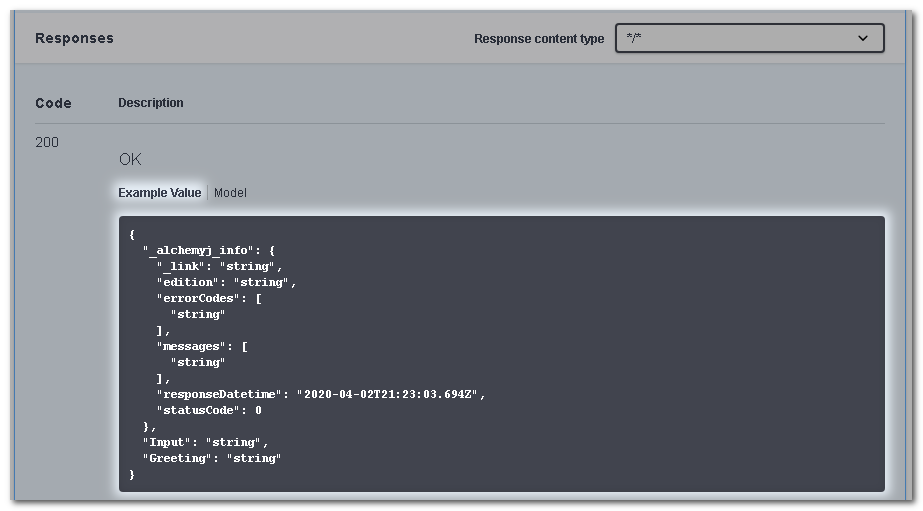 Responses
Response content type */*
Code Description
200
OK
Example Value | Model
{
  "_alchemyj_info": {
    "_link": "string",
    "edition": "string",
    "errorCodes": [
      "string"
    ],
    "messages": [
      "string"
    ],
    "responseDatetime": "2020-04-02T21:23:03.694Z",
    "statusCode": 0
  },
  "Input": "string",
  "Greeting": "string"
}